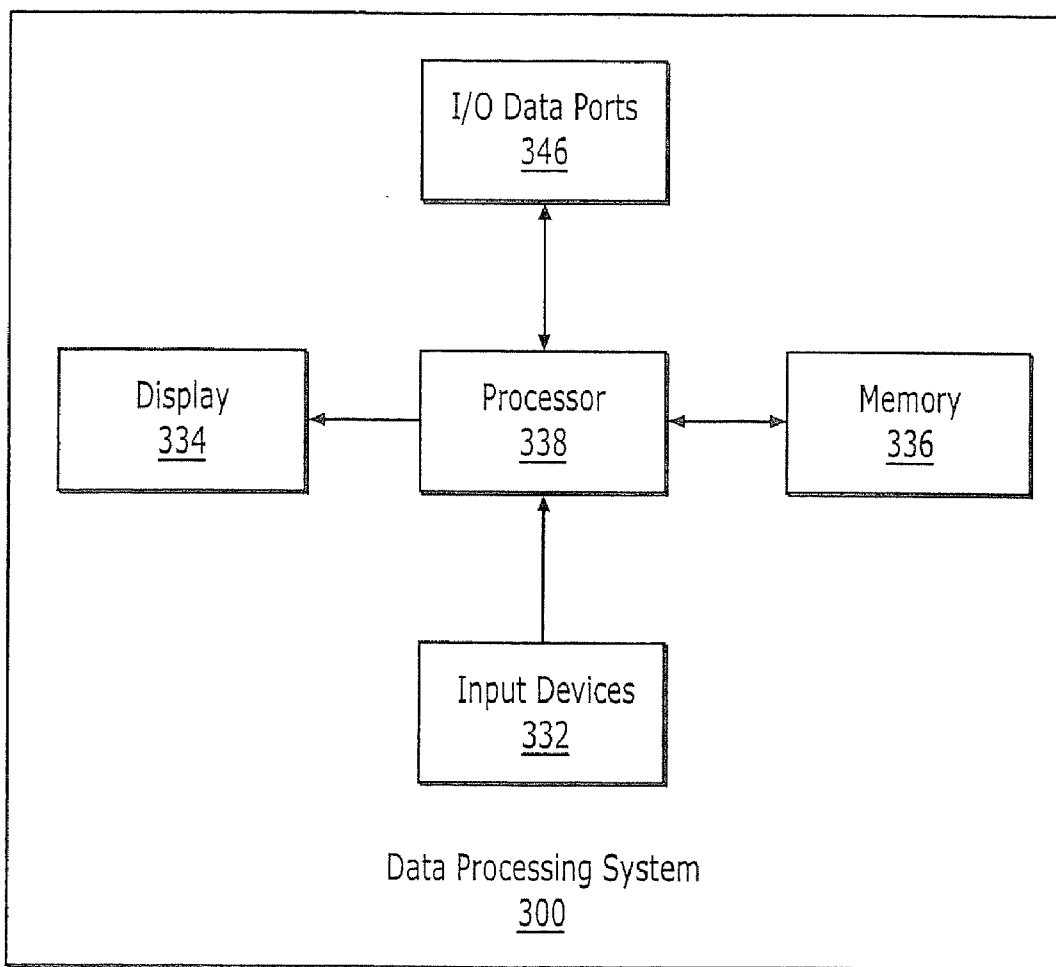 I/O Data Ports
346
Display
334
Processor
338
Memory
336
Input Devices
332
Data Processing System
300